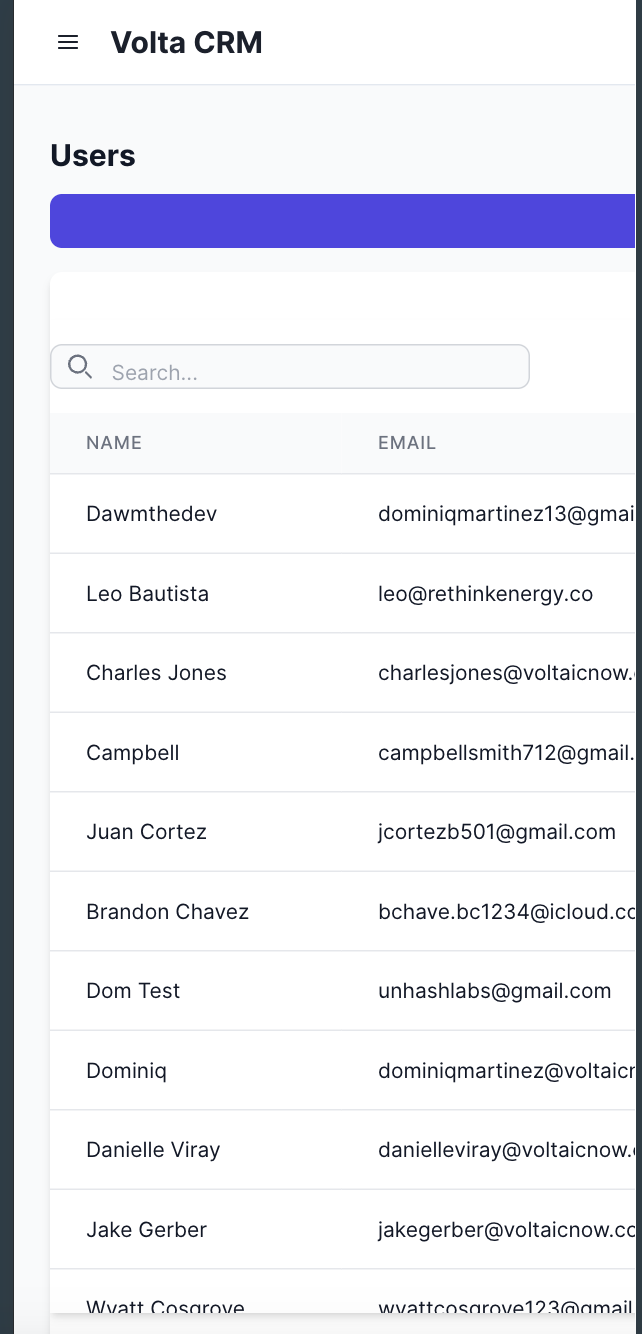 Volta CRM
Users
Search...
NAME EMAIL
Dawmthedev dominiqmartinez13@gmai
Leo Bautista leo@rethinkenergy.co
Charles Jones charlesjones@voltaicnow.
Campbell campbellsmith712@gmail.
Juan Cortez jcortezb501@gmail.com
Brandon Chavez bchave.bc1234@icloud.co
Dom Test unhashlabs@gmail.com
Dominiq dominiqmartinez@voltaicn
Danielle Viray danielleviray@voltaicnow.
Jake Gerber jakegerber@voltaicnow.co
Wyatt Cosgrove wyattcosgrove123@gmail